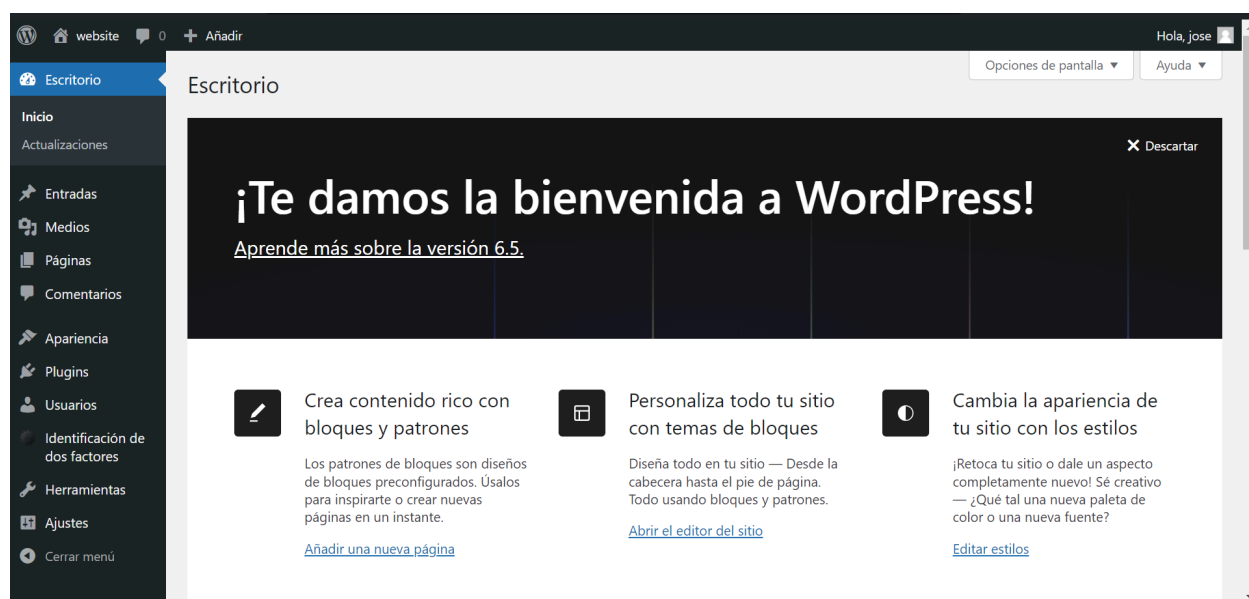 website 0 Añadir Hola, jose
Opciones de pantalla ▼ Ayuda ▼
Escritorio
Inicio
Actualizaciones
Entradas
Medios
Páginas
Comentarios
Apariencia
Plugins
Usuarios
Identificación de
dos factores
Herramientas
Ajustes
Cerrar menú
Escritorio
Descartar
¡Te damos la bienvenida a WordPress!
Aprende más sobre la versión 6.5.
Crea contenido rico con
bloques y patrones
Los patrones de bloques son diseños
de bloques preconfigurados. Úsalos
para inspirarte o crear nuevas
páginas en un instante.
Añadir una nueva página
Personaliza todo tu sitio
con temas de bloques
Diseña todo en tu sitio — Desde la
cabecera hasta el pie de página.
Todo usando bloques y patrones.
Abrir el editor del sitio
Cambia la apariencia de
tu sitio con los estilos
¡Retoca tu sitio o dale un aspecto
completamente nuevo! Sé creativo
— ¿Qué tal una nueva paleta de
color o una nueva fuente?
Editar estilos